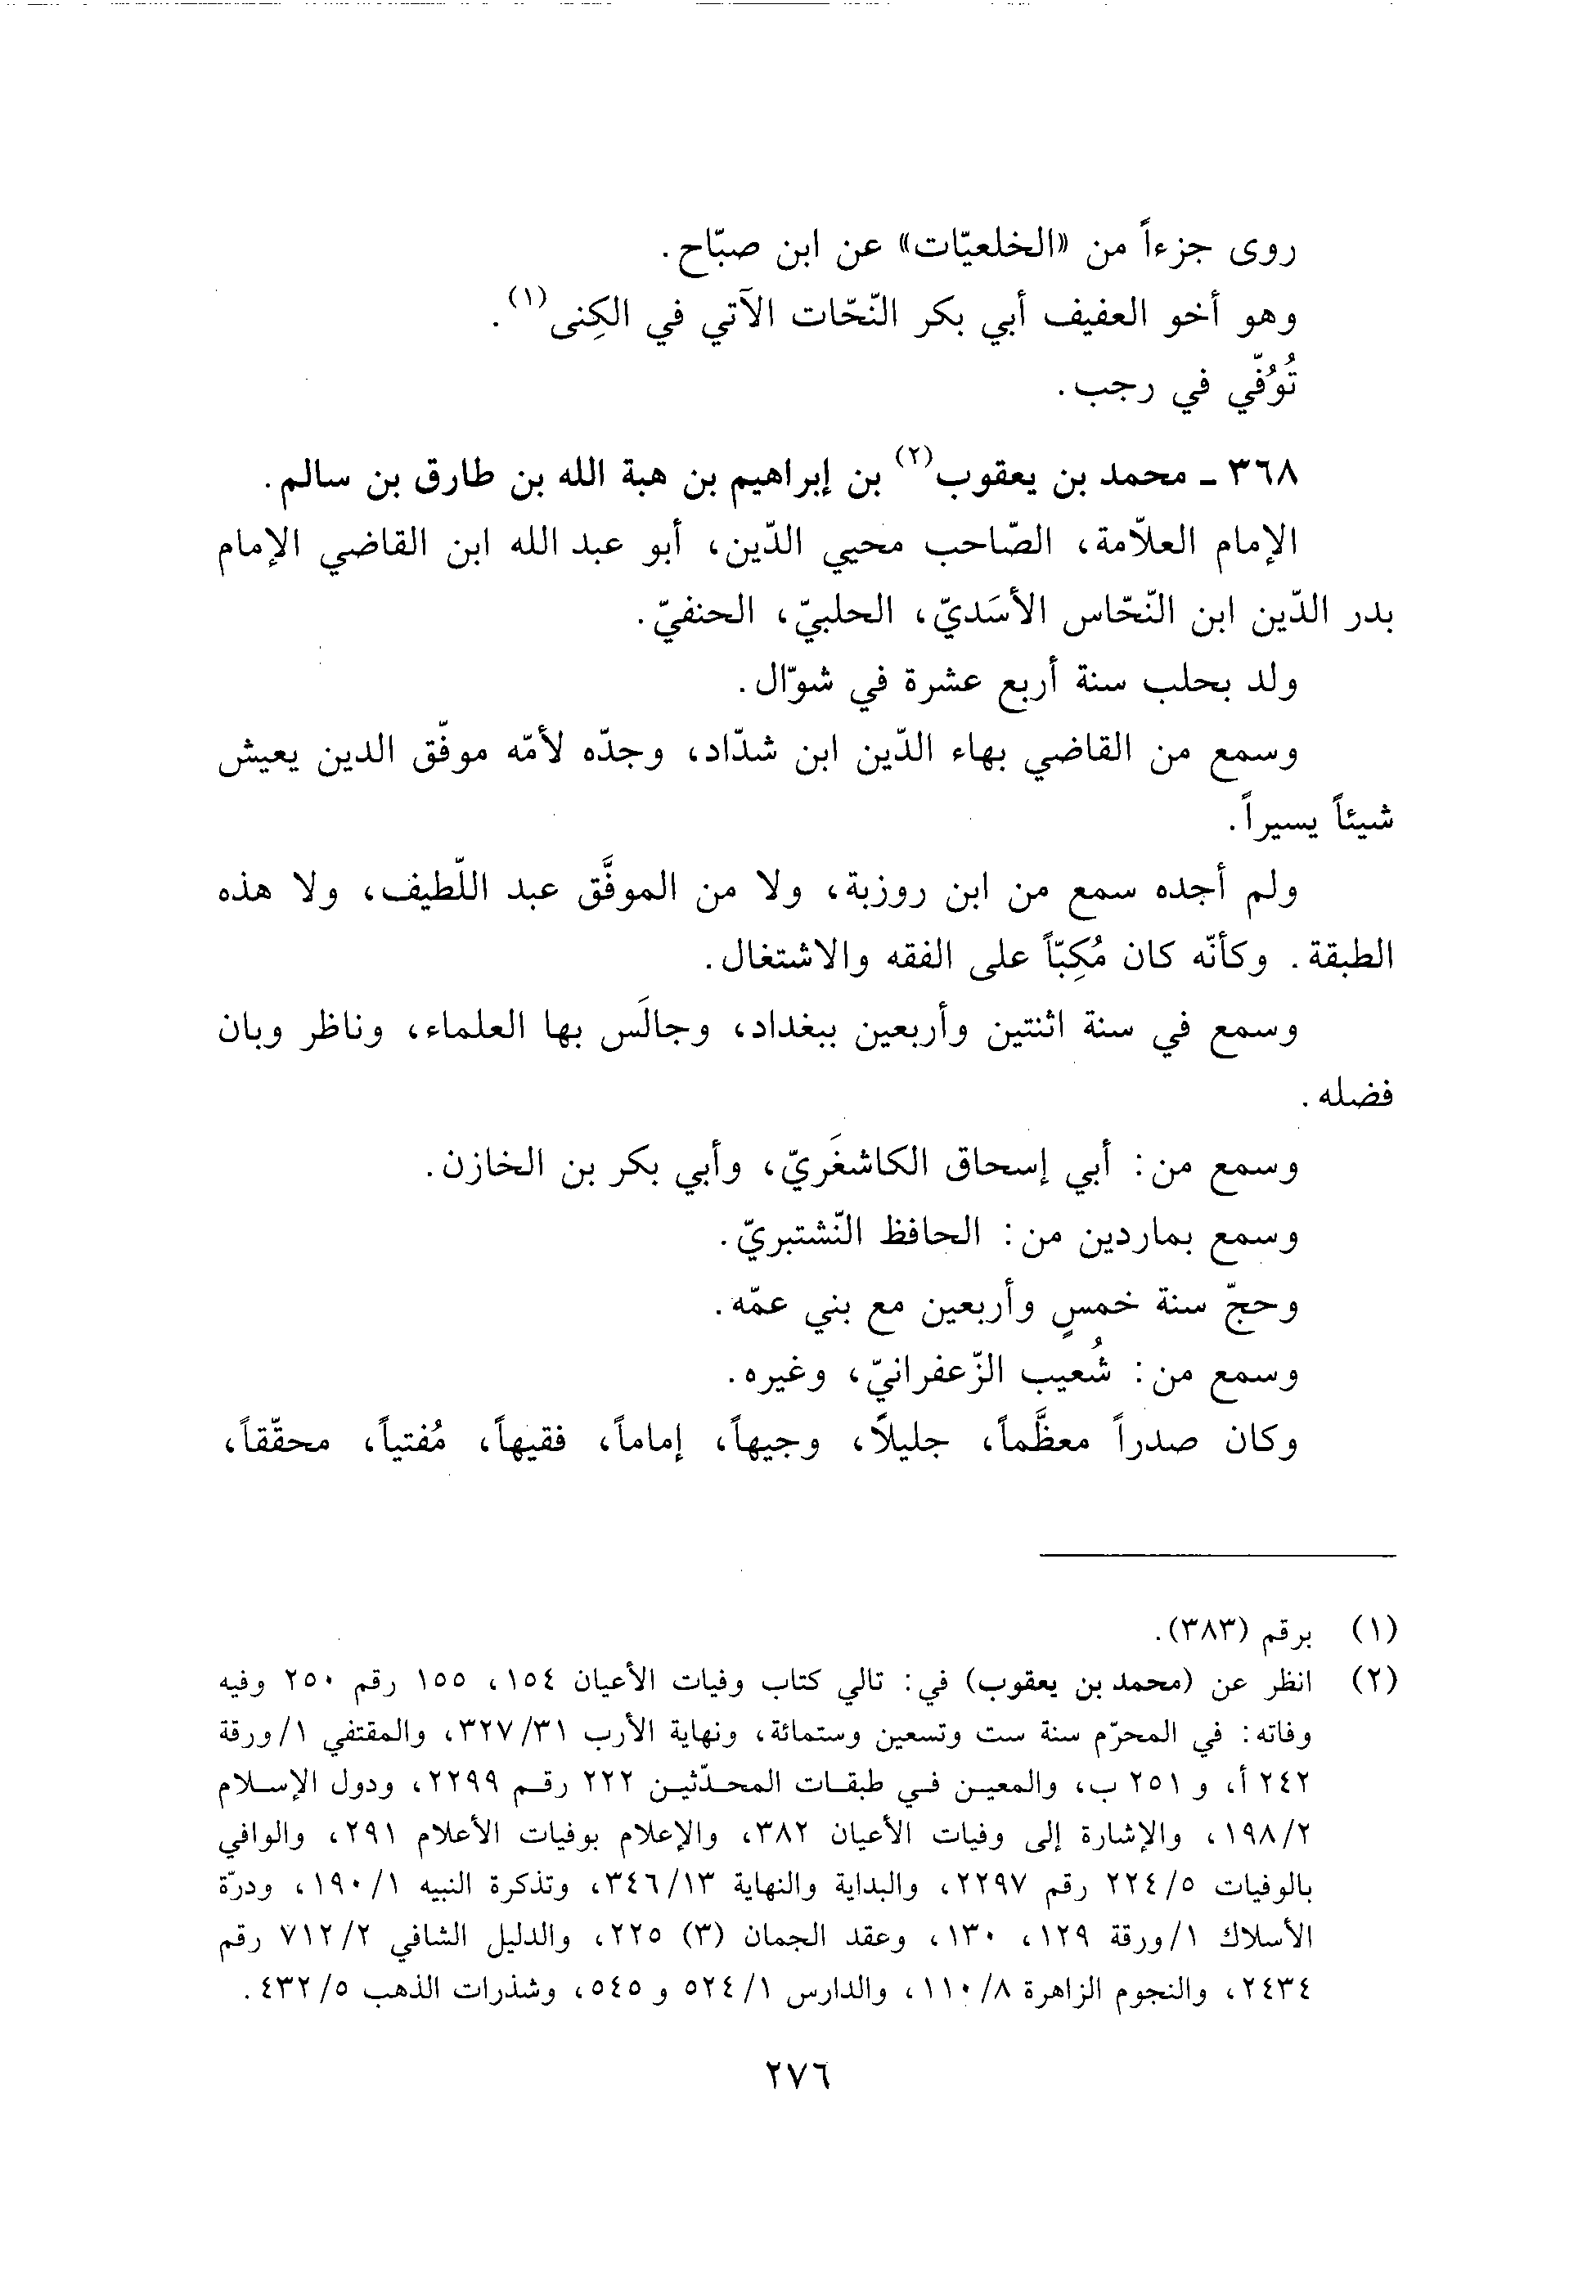 روى جزءاً من «الخلعيّات» عن ابن صبّاح.
وهو أخو العفيف أبي بكر النّحّات الآتي في الكِنى(١).
تُوُفّي في رجب.
٣٦٨ ـ محمد بن يعقوب(٢) بن إبراهيم بن هبة الله بن طارق بن سالم.
الإمام العلاّمة، الصّاحب محيي الدّين، أبو عبد الله ابن القاضي الإمام
بدر الدّين ابن النّحّاس الأسَديّ، الحلبيّ، الحنفيّ.
ولد بحلب سنة أربع عشرة في شوّال.
وسمع من القاضي بهاء الدّين ابن شدّاد، وجدّه لأمّه موفّق الدين يعيش
شيئاً يسيراً.
ولم أجده سمع من ابن روزبة، ولا من الموفَّق عبد اللّطيف، ولا هذه
الطبقة. وكأنّه كان مُكِبّاً على الفقه والاشتغال.
وسمع في سنة اثنتين وأربعين ببغداد، وجالَس بها العلماء، وناظر وبان
فضله.
وسمع من: أبي إسحاق الكاشغَريّ، وأبي بكر بن الخازن.
وسمع بماردين من: الحافظ النّشتبريّ.
وحجّ سنة خمسٍ وأربعين مع بني عمّه.
وسمع من: شُعيب الزّعفرانيّ، وغيره.
وكان صدراً معظَّماً، جليلاً، وجيهاً، إماماً، فقيهاً، مُفتياً، محقّقاً،
(١) برقم (٣٨٣).
(٢) انظر عن (محمد بن يعقوب) في: تالي كتاب وفيات الأعيان ١٥٤، ١٥٥ رقم ٢٥٠ وفيه
وفاته: في المحرّم سنة ست وتسعين وستمائة، ونهاية الأرب ٣٢٧/٣١، والمقتفي ١/ورقة
٢٤٢ أ، و ٢٥١ ب، والمعين في طبقات المحدّثين ٢٢٢ رقم ٢٢٩٩، ودول الإسلام
١٩٨/٢، والإشارة إلى وفيات الأعيان ٣٨٢، والإعلام بوفيات الأعلام ٢٩١، والوافي
بالوفيات ٢٢٤/٥ رقم ٢٢٩٧، والبداية والنهاية ٣٤٦/١٣، وتذكرة النبيه ١٩٠/١، ودرّة
الأسلاك ١/ورقة ١٢٩، ١٣٠، وعقد الجمان (٣) ٢٢٥، والدليل الشافي ٧١٢/٢ رقم
٢٤٣٤، والنجوم الزاهرة ١١٠/٨، والدارس ٥٢٤/١ و ٥٤٥، وشذرات الذهب ٤٣٢/٥.
٢٧٦